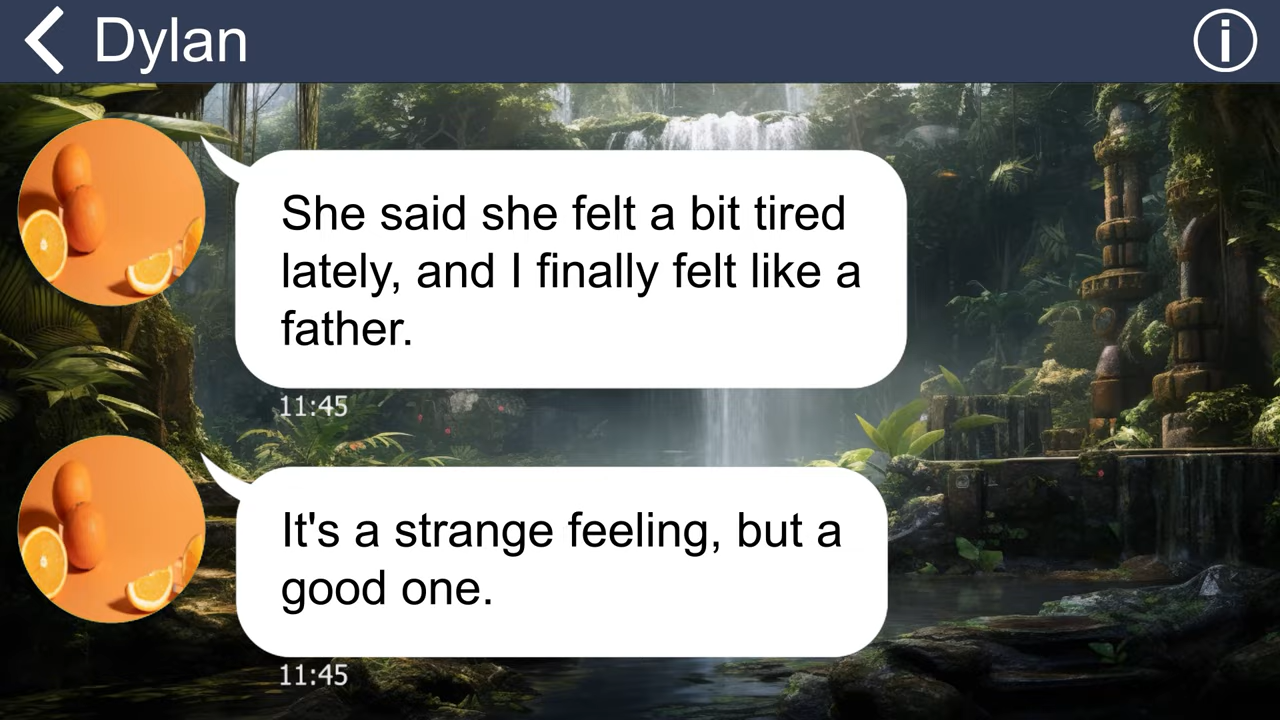 Dylan
She said she felt a bit tired
lately, and I finally felt like a
father.
11:45
It's a strange feeling, but a
good one.
11:45